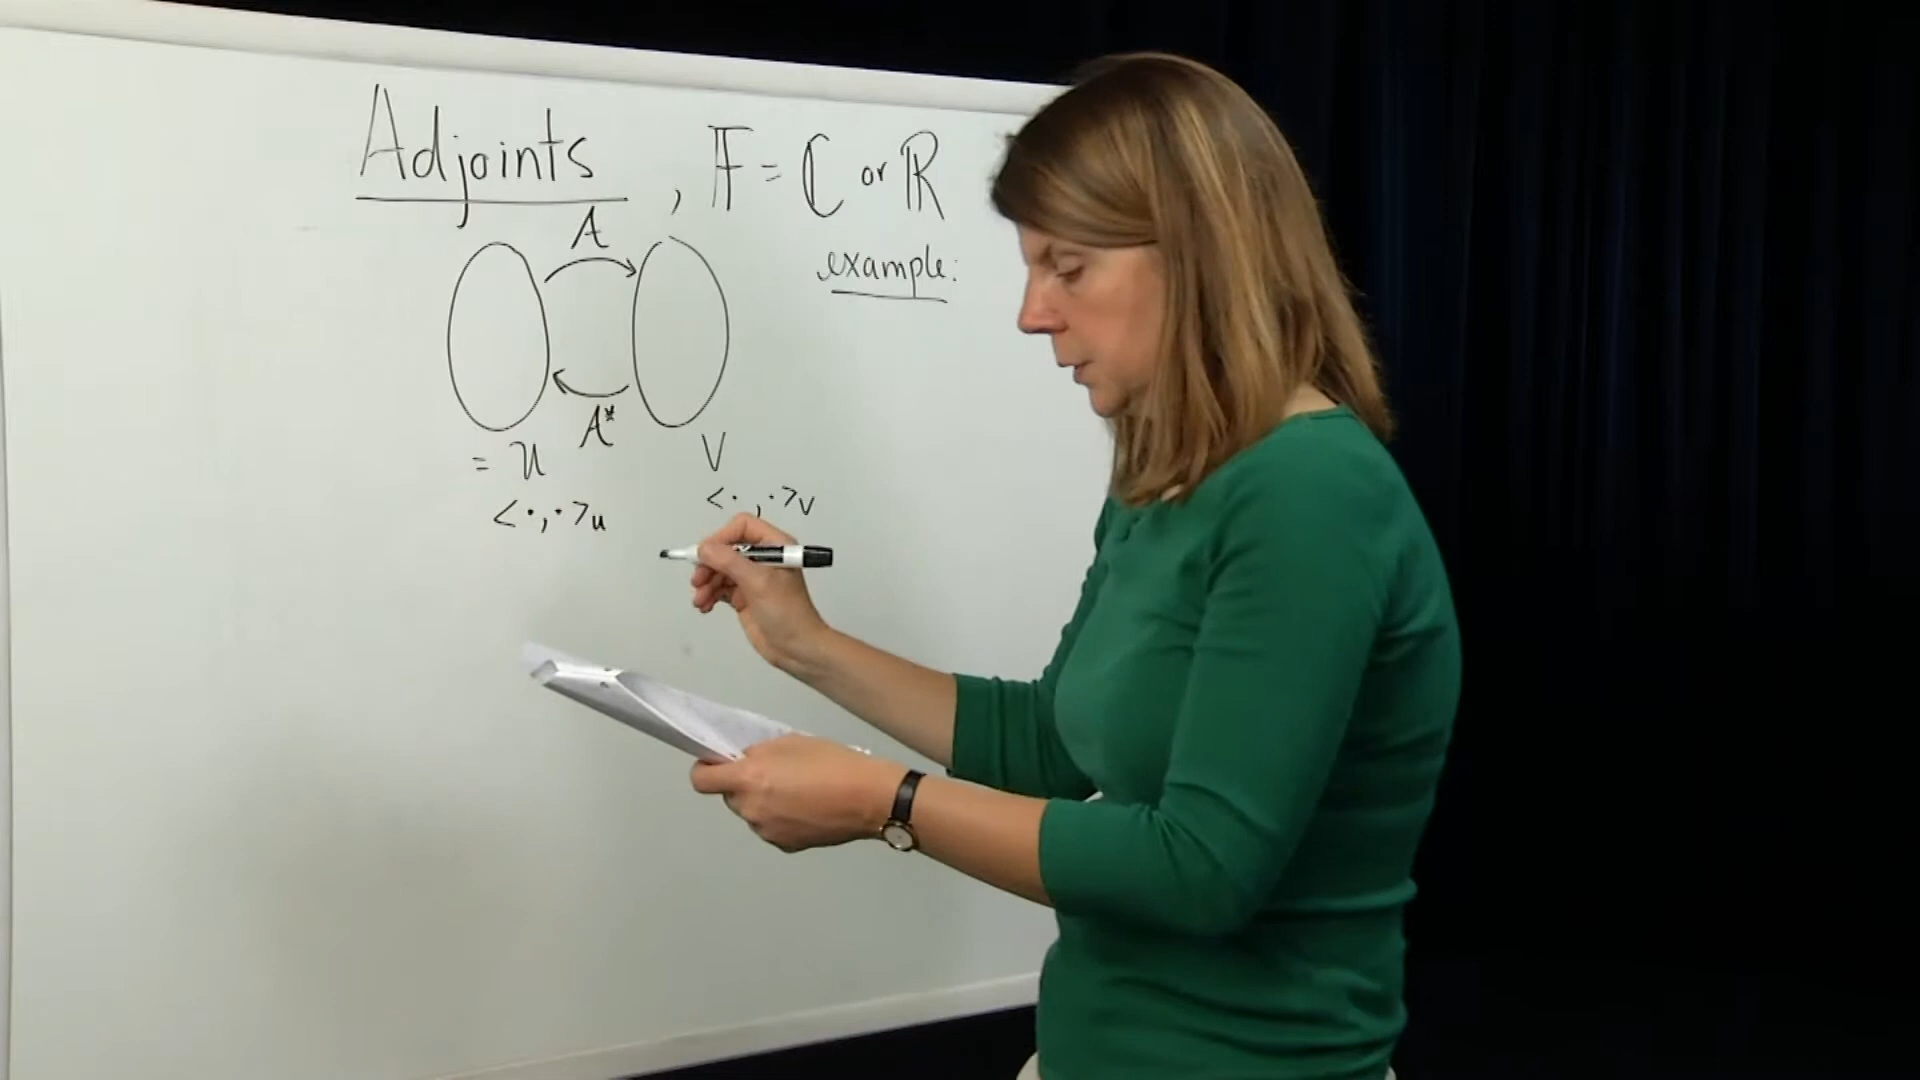 Adjoints , 𝔽 = ℂ or ℝ
A
example:
A*
= U V
<·,·>u <·,·>v